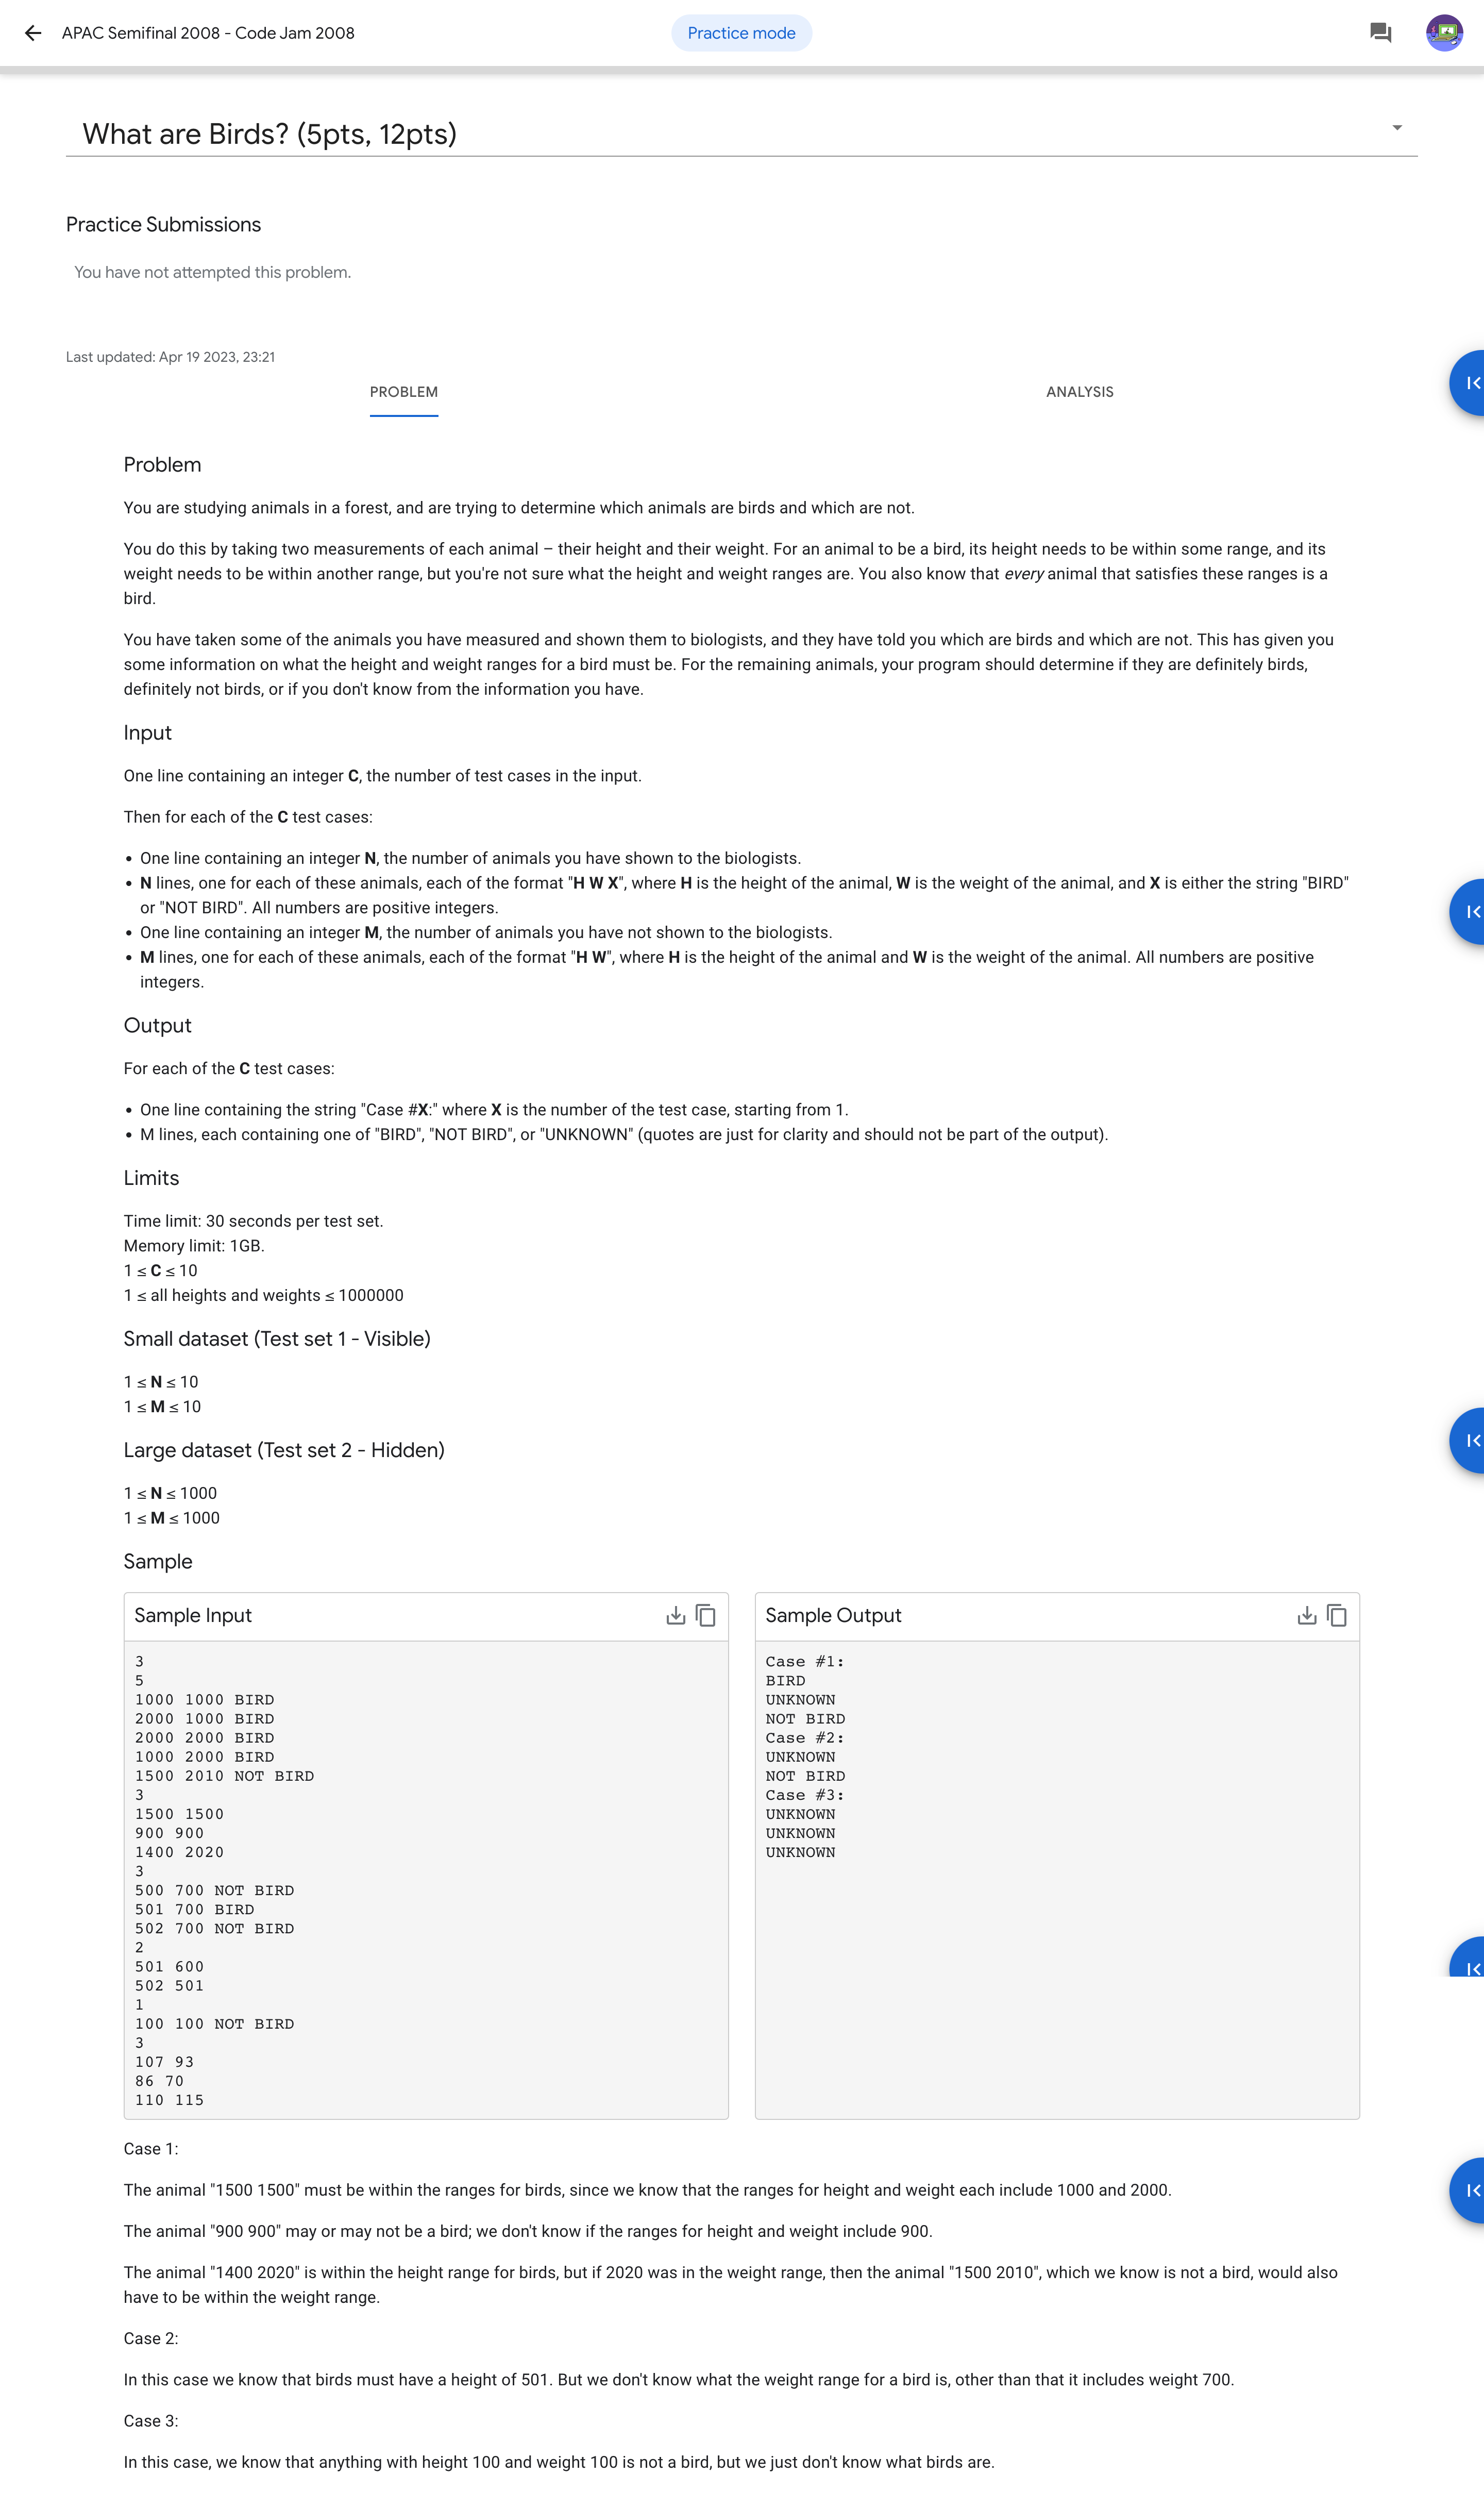 APAC Semifinal 2008 - Code Jam 2008
Practice mode
What are Birds? (5pts, 12pts)
Practice Submissions
You have not attempted this problem.
Last updated: Apr 19 2023, 23:21
PROBLEM
ANALYSIS
Problem
You are studying animals in a forest, and are trying to determine which animals are birds and which are not.
You do this by taking two measurements of each animal – their height and their weight. For an animal to be a bird, its height needs to be within some range, and its
weight needs to be within another range, but you're not sure what the height and weight ranges are. You also know that every animal that satisfies these ranges is a
bird.
You have taken some of the animals you have measured and shown them to biologists, and they have told you which are birds and which are not. This has given you
some information on what the height and weight ranges for a bird must be. For the remaining animals, your program should determine if they are definitely birds,
definitely not birds, or if you don't know from the information you have.
Input
One line containing an integer C, the number of test cases in the input.
Then for each of the C test cases:
• One line containing an integer N, the number of animals you have shown to the biologists.
• N lines, one for each of these animals, each of the format "H W X", where H is the height of the animal, W is the weight of the animal, and X is either the string "BIRD"
or "NOT BIRD". All numbers are positive integers.
• One line containing an integer M, the number of animals you have not shown to the biologists.
• M lines, one for each of these animals, each of the format "H W", where H is the height of the animal and W is the weight of the animal. All numbers are positive
integers.
Output
For each of the C test cases:
• One line containing the string "Case #X:" where X is the number of the test case, starting from 1.
• M lines, each containing one of "BIRD", "NOT BIRD", or "UNKNOWN" (quotes are just for clarity and should not be part of the output).
Limits
Time limit: 30 seconds per test set.
Memory limit: 1GB.
1 ≤ C ≤ 10
1 ≤ all heights and weights ≤ 1000000
Small dataset (Test set 1 - Visible)
1 ≤ N ≤ 10
1 ≤ M ≤ 10
Large dataset (Test set 2 - Hidden)
1 ≤ N ≤ 1000
1 ≤ M ≤ 1000
Sample
Sample Input
3
5
1000 1000 BIRD
2000 1000 BIRD
2000 2000 BIRD
1000 2000 BIRD
1500 2010 NOT BIRD
3
1500 1500
900 900
1400 2020
3
500 700 NOT BIRD
501 700 BIRD
502 700 NOT BIRD
2
501 600
502 501
1
100 100 NOT BIRD
3
107 93
86 70
110 115
Sample Output
Case #1:
BIRD
UNKNOWN
NOT BIRD
Case #2:
UNKNOWN
NOT BIRD
Case #3:
UNKNOWN
UNKNOWN
UNKNOWN
Case 1:
The animal "1500 1500" must be within the ranges for birds, since we know that the ranges for height and weight each include 1000 and 2000.
The animal "900 900" may or may not be a bird; we don't know if the ranges for height and weight include 900.
The animal "1400 2020" is within the height range for birds, but if 2020 was in the weight range, then the animal "1500 2010", which we know is not a bird, would also
have to be within the weight range.
Case 2:
In this case we know that birds must have a height of 501. But we don't know what the weight range for a bird is, other than that it includes weight 700.
Case 3:
In this case, we know that anything with height 100 and weight 100 is not a bird, but we just don't know what birds are.